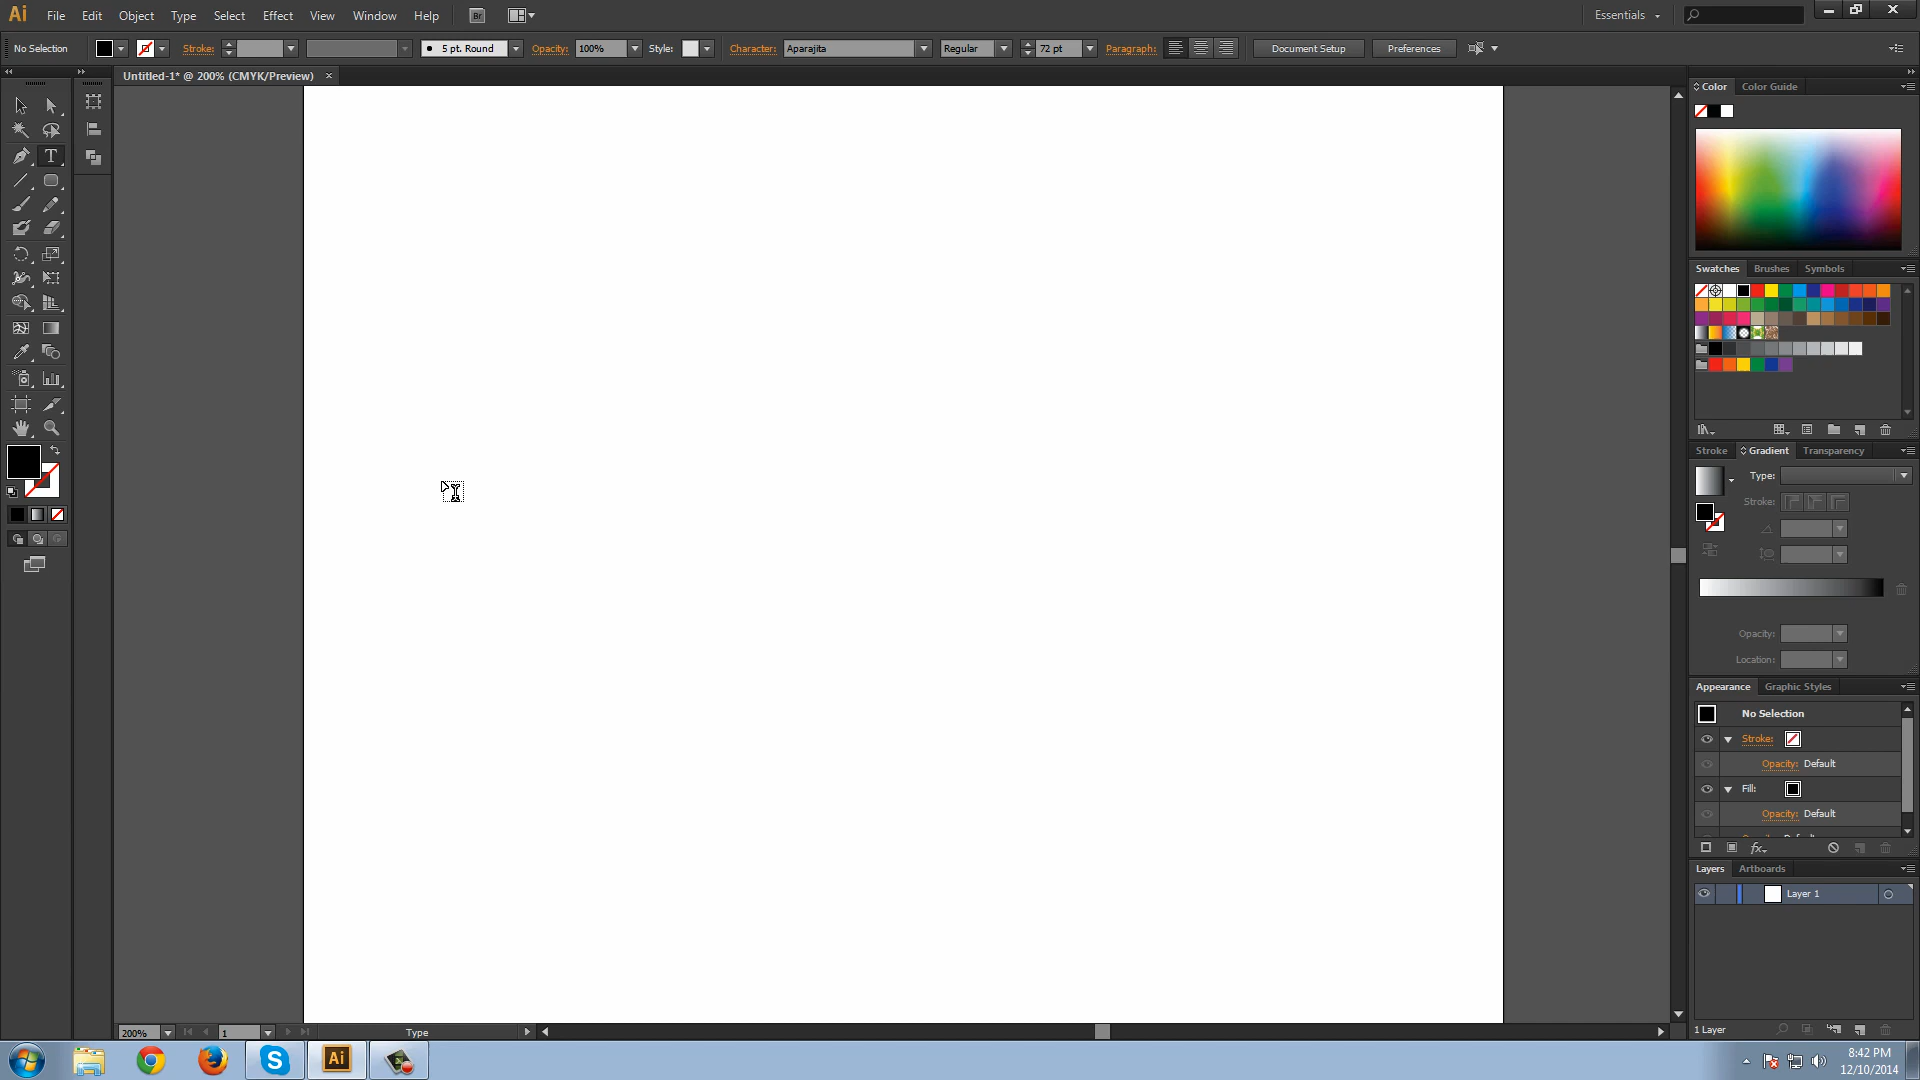 Ai File Edit Object Type Select Effect View Window Help Br Essentials
No Selection Stroke: 5 pt. Round Opacity: 100% Style: Character: Aparajita Regular 72 pt Paragraph: Document Setup Preferences
Untitled-1* @ 200% (CMYK/Preview)
Color Color Guide
Swatches Brushes Symbols
Stroke Gradient Transparency
Type:
Stroke:
Opacity:
Location:
Appearance Graphic Styles
No Selection
Stroke:
Opacity: Default
Fill:
Opacity: Default
Layers Artboards
Layer 1
200% 1 Type
1 Layer
8:42 PM
12/10/2014